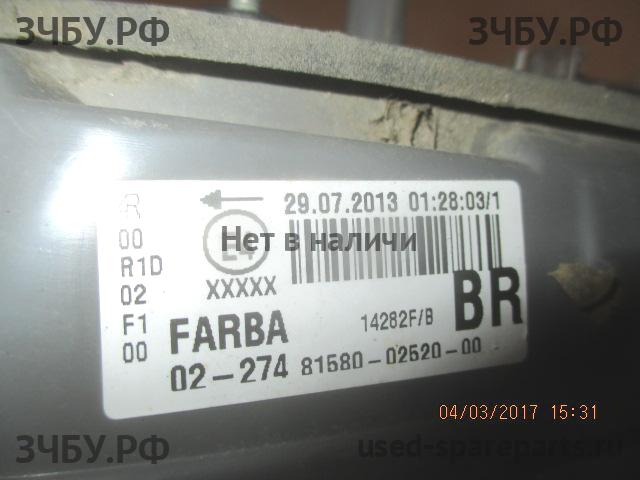 ЗЧБУ.РФ ЗЧБУ.РФ
R ← 29.07.2013 01:28:03/1
00 E4 Нет в наличи
R1D
02 XXXXX
F1 FARBA 14282F/B BR
00 02-274 81580-02520-00
04/03/2017 15:31
ЗЧБУ.РФ used-spareparts.ru